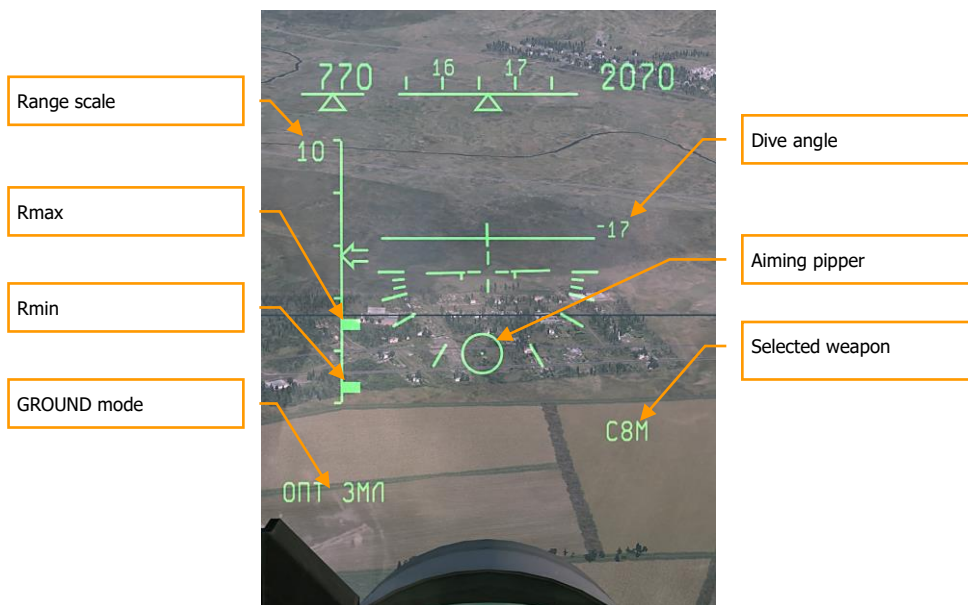 770 16 17 2070
Range scale
10
Dive angle
Rmax
-17
Aiming pipper
Rmin
Selected weapon
GROUND mode
С8М
ОПТ ЗМЛ